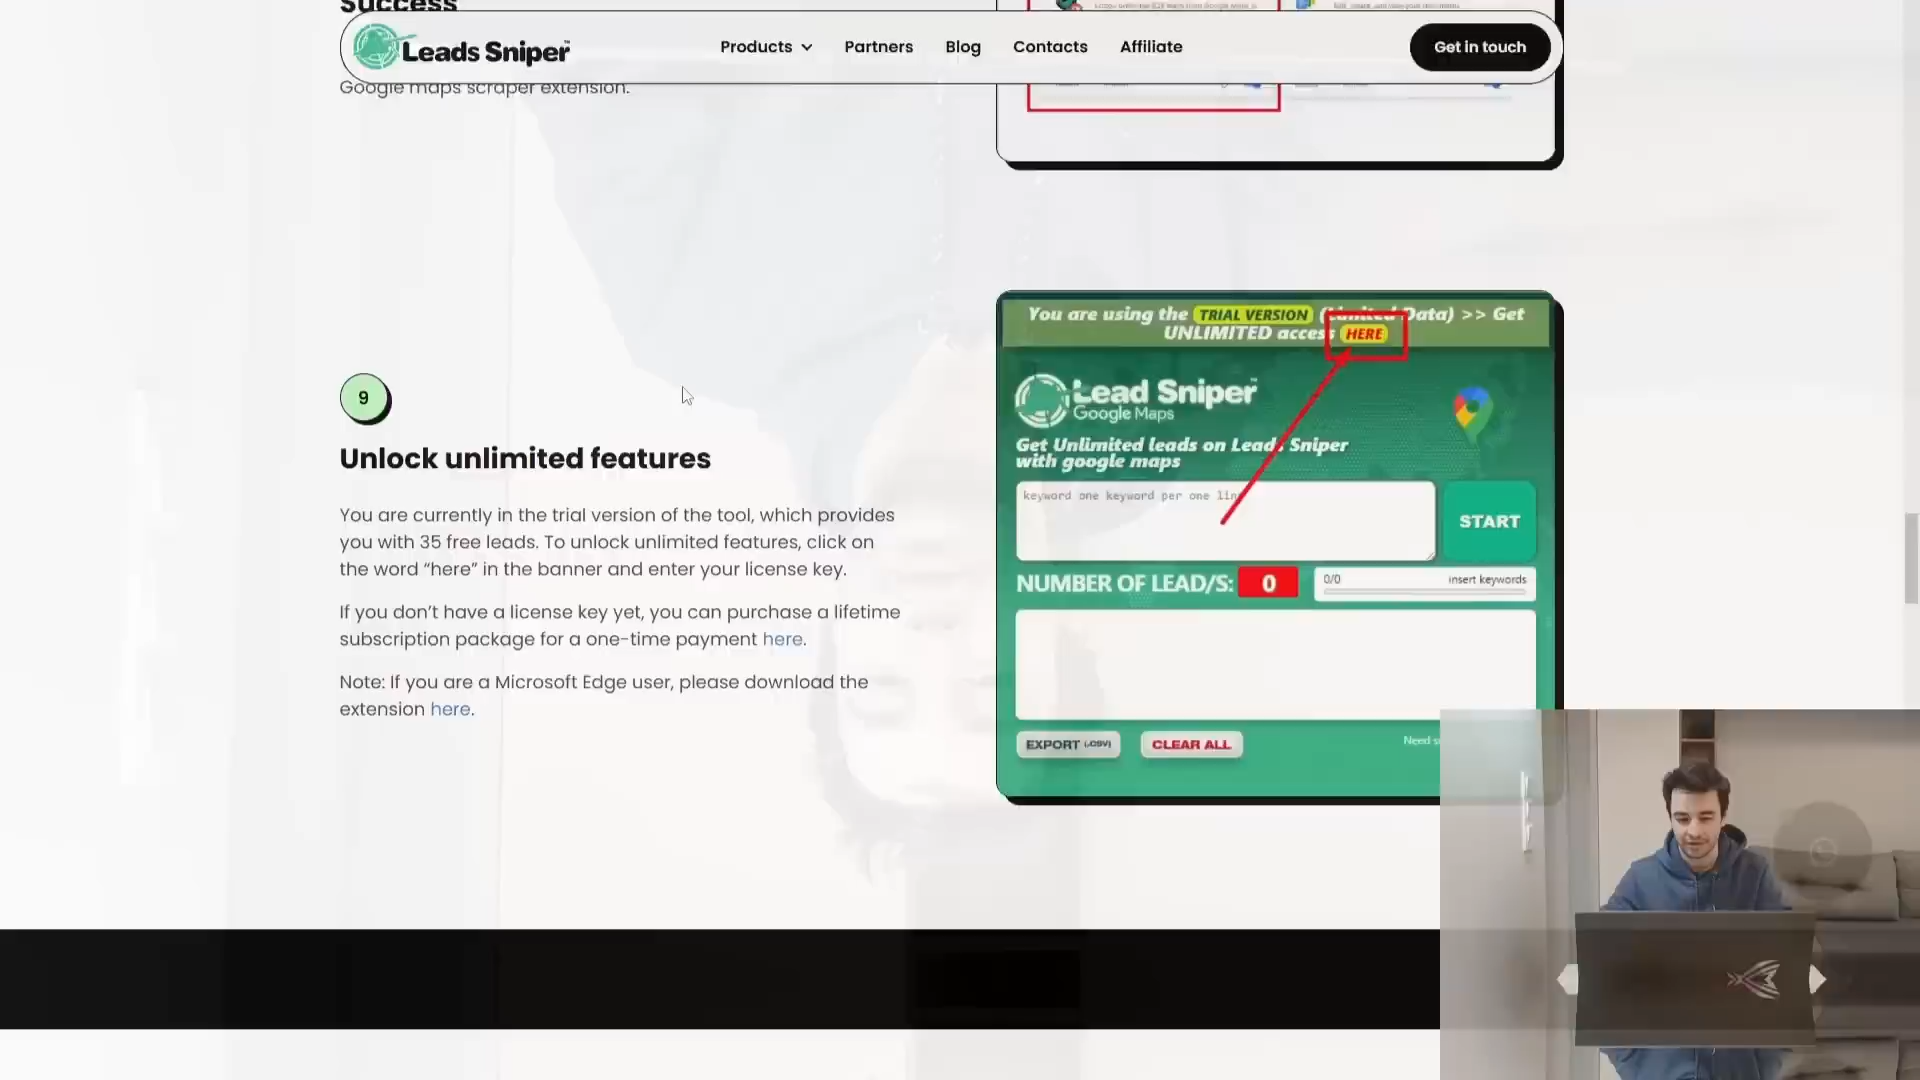 Success
Leads Sniper
Products
Partners
Blog
Contacts
Affiliate
Get in touch
Google maps scraper extension.
9
Unlock unlimited features
You are currently in the trial version of the tool, which provides
you with 35 free leads. To unlock unlimited features, click on
the word “here” in the banner and enter your license key.
If you don’t have a license key yet, you can purchase a lifetime
subscription package for a one-time payment here.
Note: If you are a Microsoft Edge user, please download the
extension here.
You are using the TRIAL VERSION (Limited Data) >> Get
UNLIMITED access HERE
Lead Sniper
Google Maps
Get Unlimited leads on Leads Sniper
with google maps
keyword one keyword per one line
START
NUMBER OF LEAD/S: 0
0/0 insert keywords
EXPORT (.CSV)
CLEAR ALL
Need